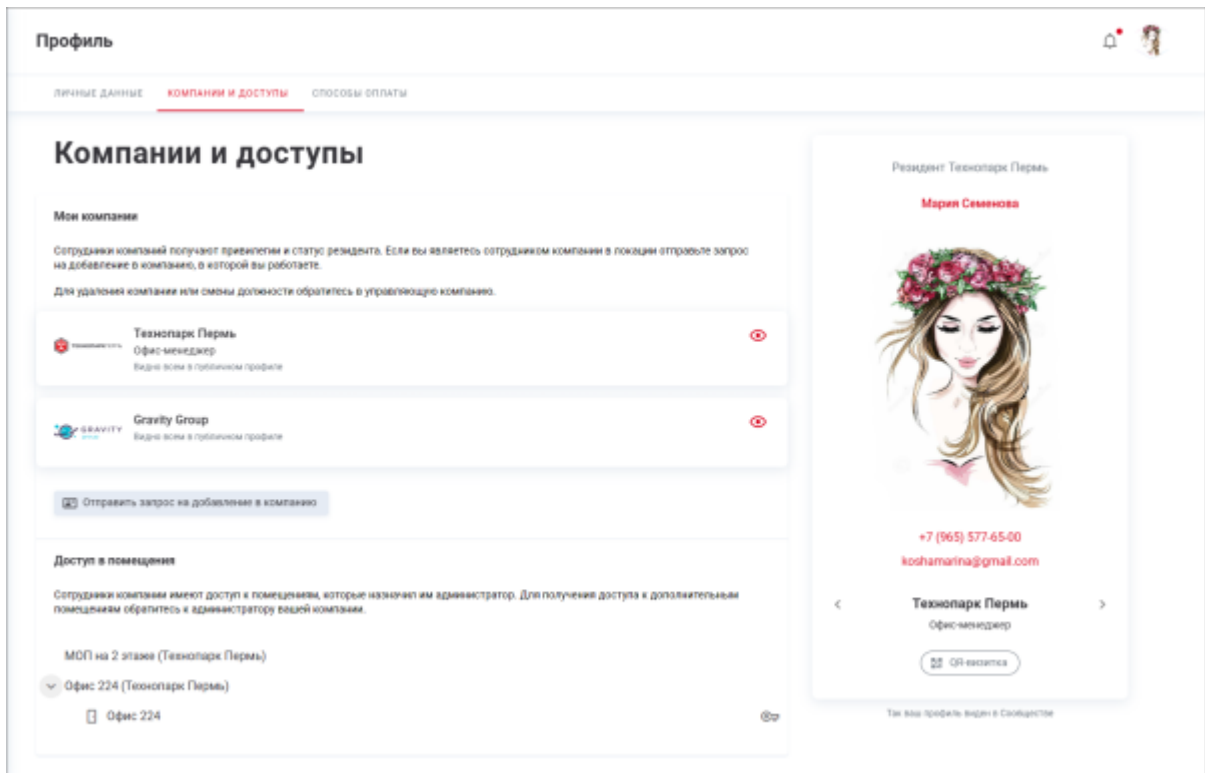 Профиль
ЛИЧНЫЕ ДАННЫЕ КОМПАНИИ И ДОСТУПЫ СПОСОБЫ ОПЛАТЫ
Компании и доступы
Мои компании
Сотрудники компаний получают привилегии и статус резидента. Если вы являетесь сотрудником компании в локации отправьте запрос
на добавление в компанию, в которой вы работаете.
Для удаления компании или смены должности обратитесь в управляющую компанию.
Технопарк Пермь
Офис-менеджер
Видно всем в публичном профиле
GRAVITY
Gravity Group
Видно всем в публичном профиле
Отправить запрос на добавление в компанию
Доступ в помещения
Сотрудники компании имеют доступ к помещениям, которые назначил им администратор. Для получения доступа к дополнительным
помещениям обратитесь к администратору вашей компании.
МОП на 2 этаже (Технопарк Пермь)
Офис 224 (Технопарк Пермь)
Офис 224
Резидент Технопарк Пермь
Мария Семенова
+7 (965) 577-65-00
koshamarina@gmail.com
Технопарк Пермь
Офис-менеджер
QR-визитка
Так ваш профиль виден в Сообществе